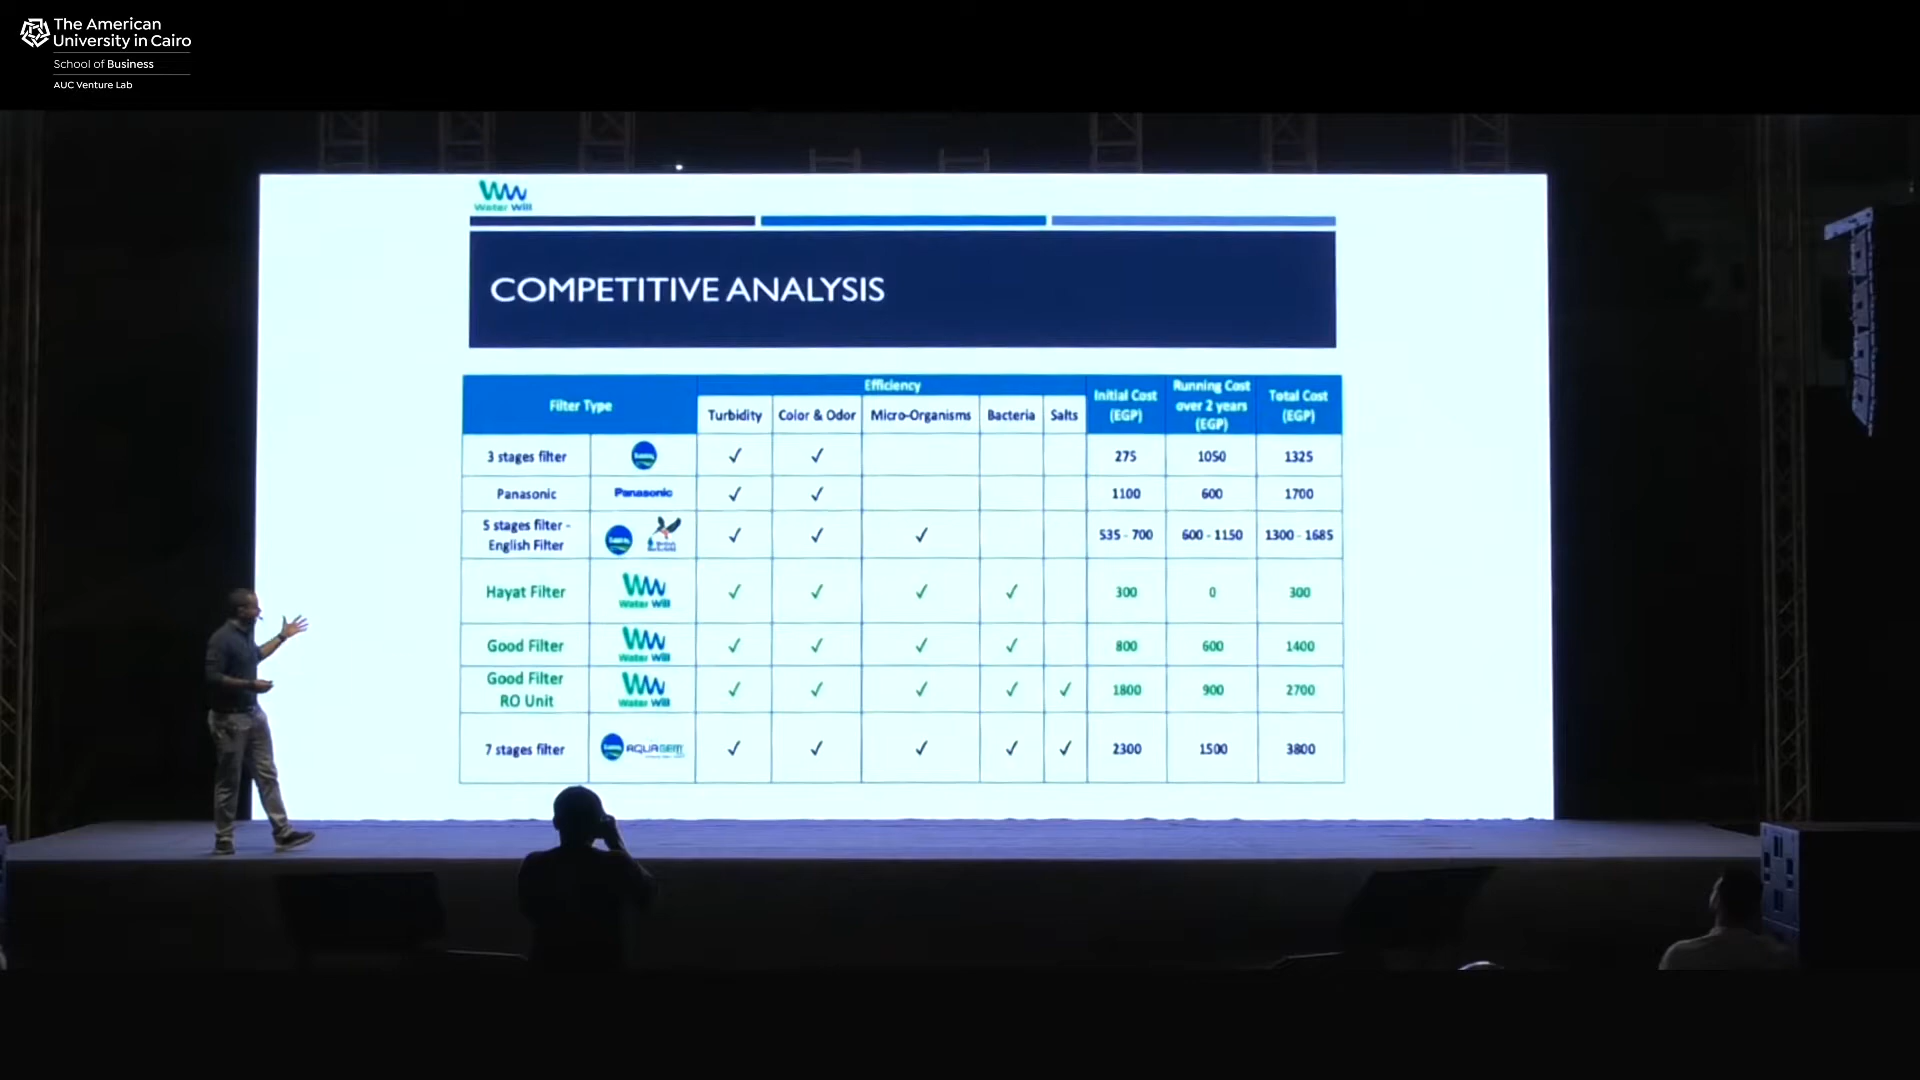 The American
University in Cairo
School of Business
AUC Venture Lab
Water Will
COMPETITIVE ANALYSIS
Filter Type
Efficiency
Initial Cost
(EGP)
Running Cost
over 2 years
(EGP)
Total Cost
(EGP)
Turbidity
Color & Odor
Micro-Organisms
Bacteria
Salts
3 stages filter ✓ ✓ 275 1050 1325
Panasonic Panasonic ✓ ✓ 1100 600 1700
5 stages filter -
English Filter ✓ ✓ ✓ 535 - 700 600 - 1150 1300 - 1685
Hayat Filter Water Will ✓ ✓ ✓ ✓ 300 0 300
Good Filter Water Will ✓ ✓ ✓ ✓ 800 600 1400
Good Filter
RO Unit Water Will ✓ ✓ ✓ ✓ ✓ 1800 900 2700
7 stages filter AQUAGEM ✓ ✓ ✓ ✓ ✓ 2300 1500 3800